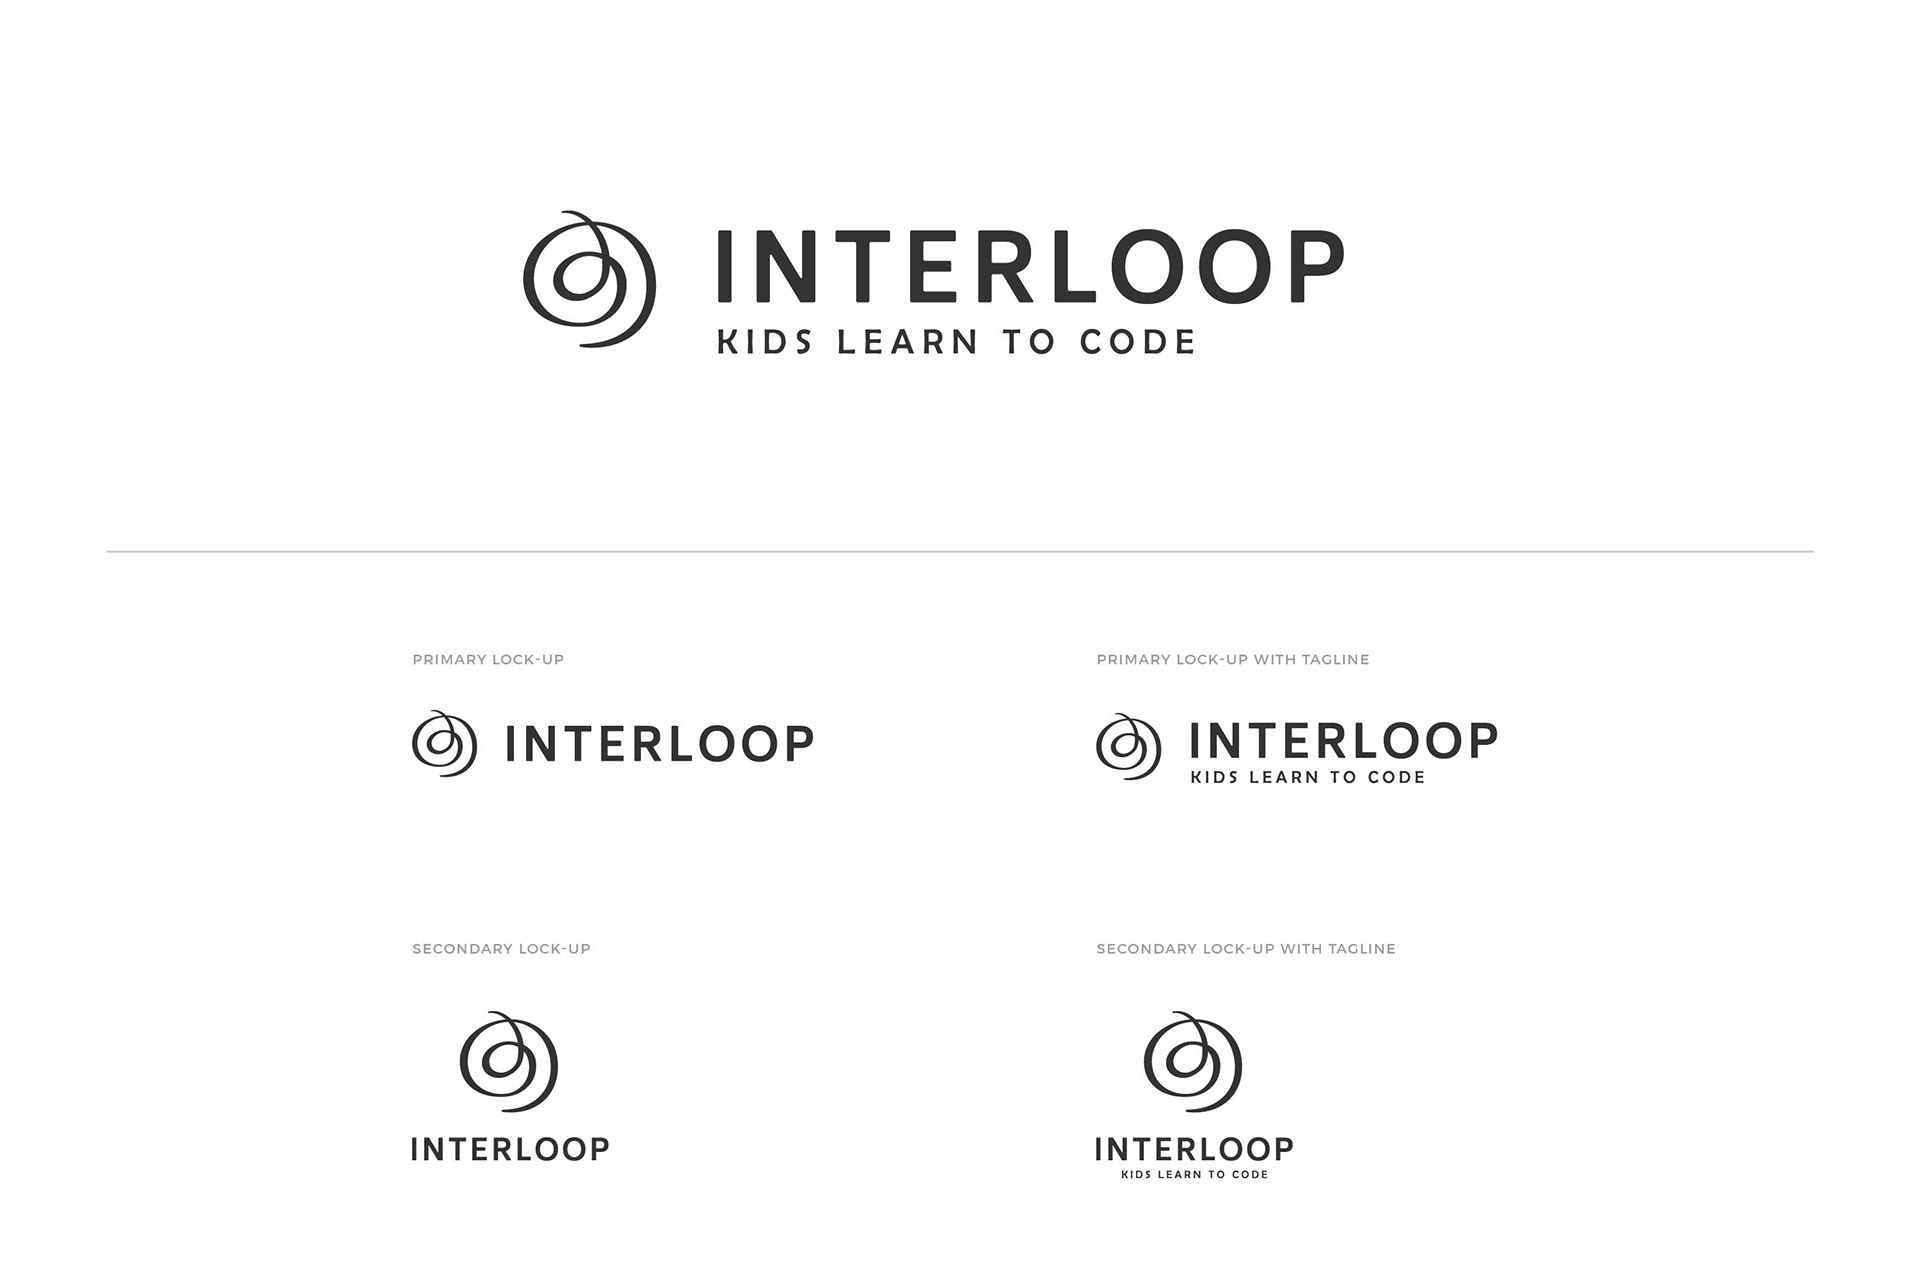 INTERLOOP
KIDS LEARN TO CODE
PRIMARY LOCK-UP
INTERLOOP
PRIMARY LOCK-UP WITH TAGLINE
INTERLOOP
KIDS LEARN TO CODE
SECONDARY LOCK-UP
INTERLOOP
SECONDARY LOCK-UP WITH TAGLINE
INTERLOOP
KIDS LEARN TO CODE